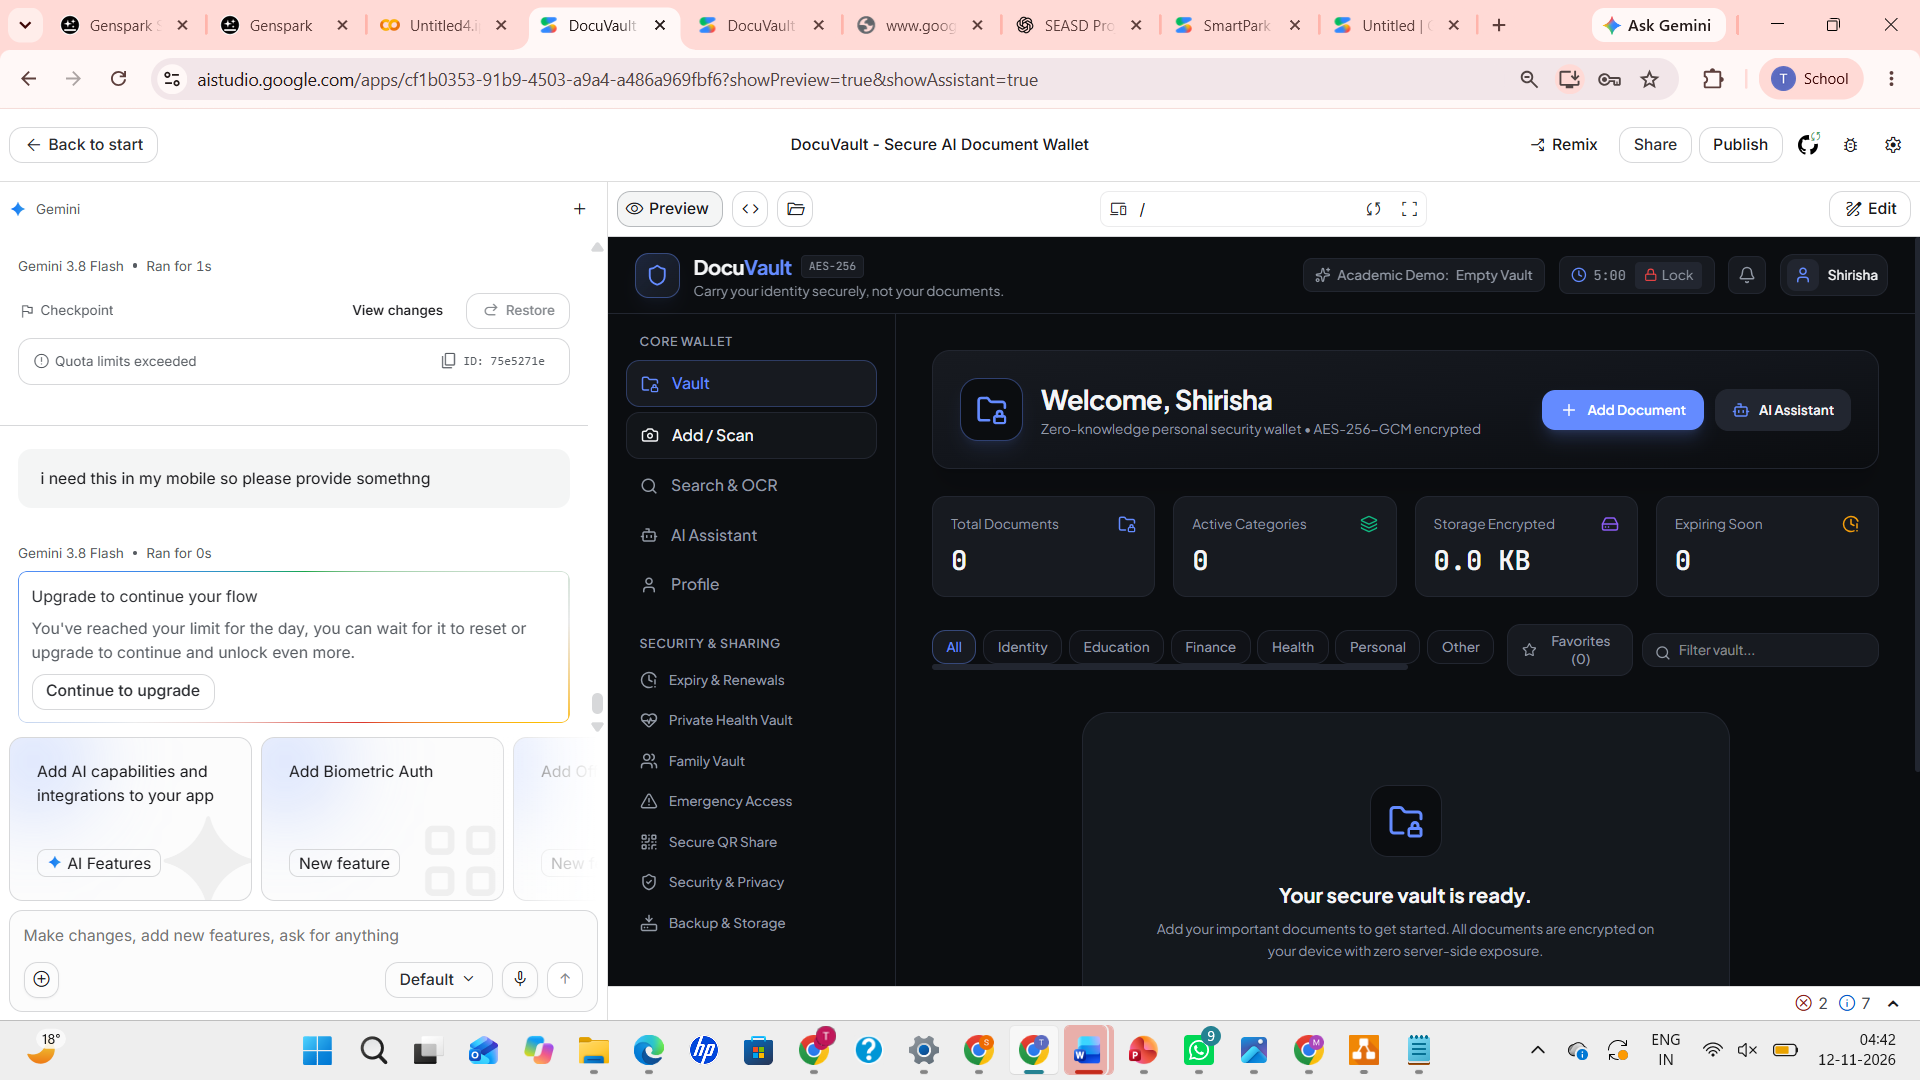 Genspark S
Genspark
Untitled4.i
DocuVault
DocuVault
www.goog
SEASD Pro
SmartPark
Untitled |
Ask Gemini
aistudio.google.com/apps/cf1b0353-91b9-4503-a9a4-a486a969fbf6?showPreview=true&showAssistant=true
T School
Back to start
DocuVault - Secure AI Document Wallet
Remix
Share
Publish
Gemini
Preview
/
Edit
Gemini 3.8 Flash • Ran for 1s
Checkpoint
View changes
Restore
Quota limits exceeded
ID: 75e5271e
i need this in my mobile so please provide somethng
Gemini 3.8 Flash • Ran for 0s
Upgrade to continue your flow
You've reached your limit for the day, you can wait for it to reset or
upgrade to continue and unlock even more.
Continue to upgrade
Add AI capabilities and
integrations to your app
AI Features
Add Biometric Auth
New feature
Add Of
New f
Make changes, add new features, ask for anything
Default
DocuVault
AES-256
Carry your identity securely, not your documents.
Academic Demo: Empty Vault
5:00
Lock
Shirisha
CORE WALLET
Vault
Add / Scan
Search & OCR
AI Assistant
Profile
SECURITY & SHARING
Expiry & Renewals
Private Health Vault
Family Vault
Emergency Access
Secure QR Share
Security & Privacy
Backup & Storage
Welcome, Shirisha
Zero-knowledge personal security wallet • AES-256-GCM encrypted
Add Document
AI Assistant
Total Documents
0
Active Categories
0
Storage Encrypted
0.0 KB
Expiring Soon
0
All
Identity
Education
Finance
Health
Personal
Other
Favorites
(0)
Filter vault...
Your secure vault is ready.
Add your important documents to get started. All documents are encrypted on
your device with zero server-side exposure.
2
7
18°
T
S
T
9
M
ENG
IN
04:42
12-11-2026